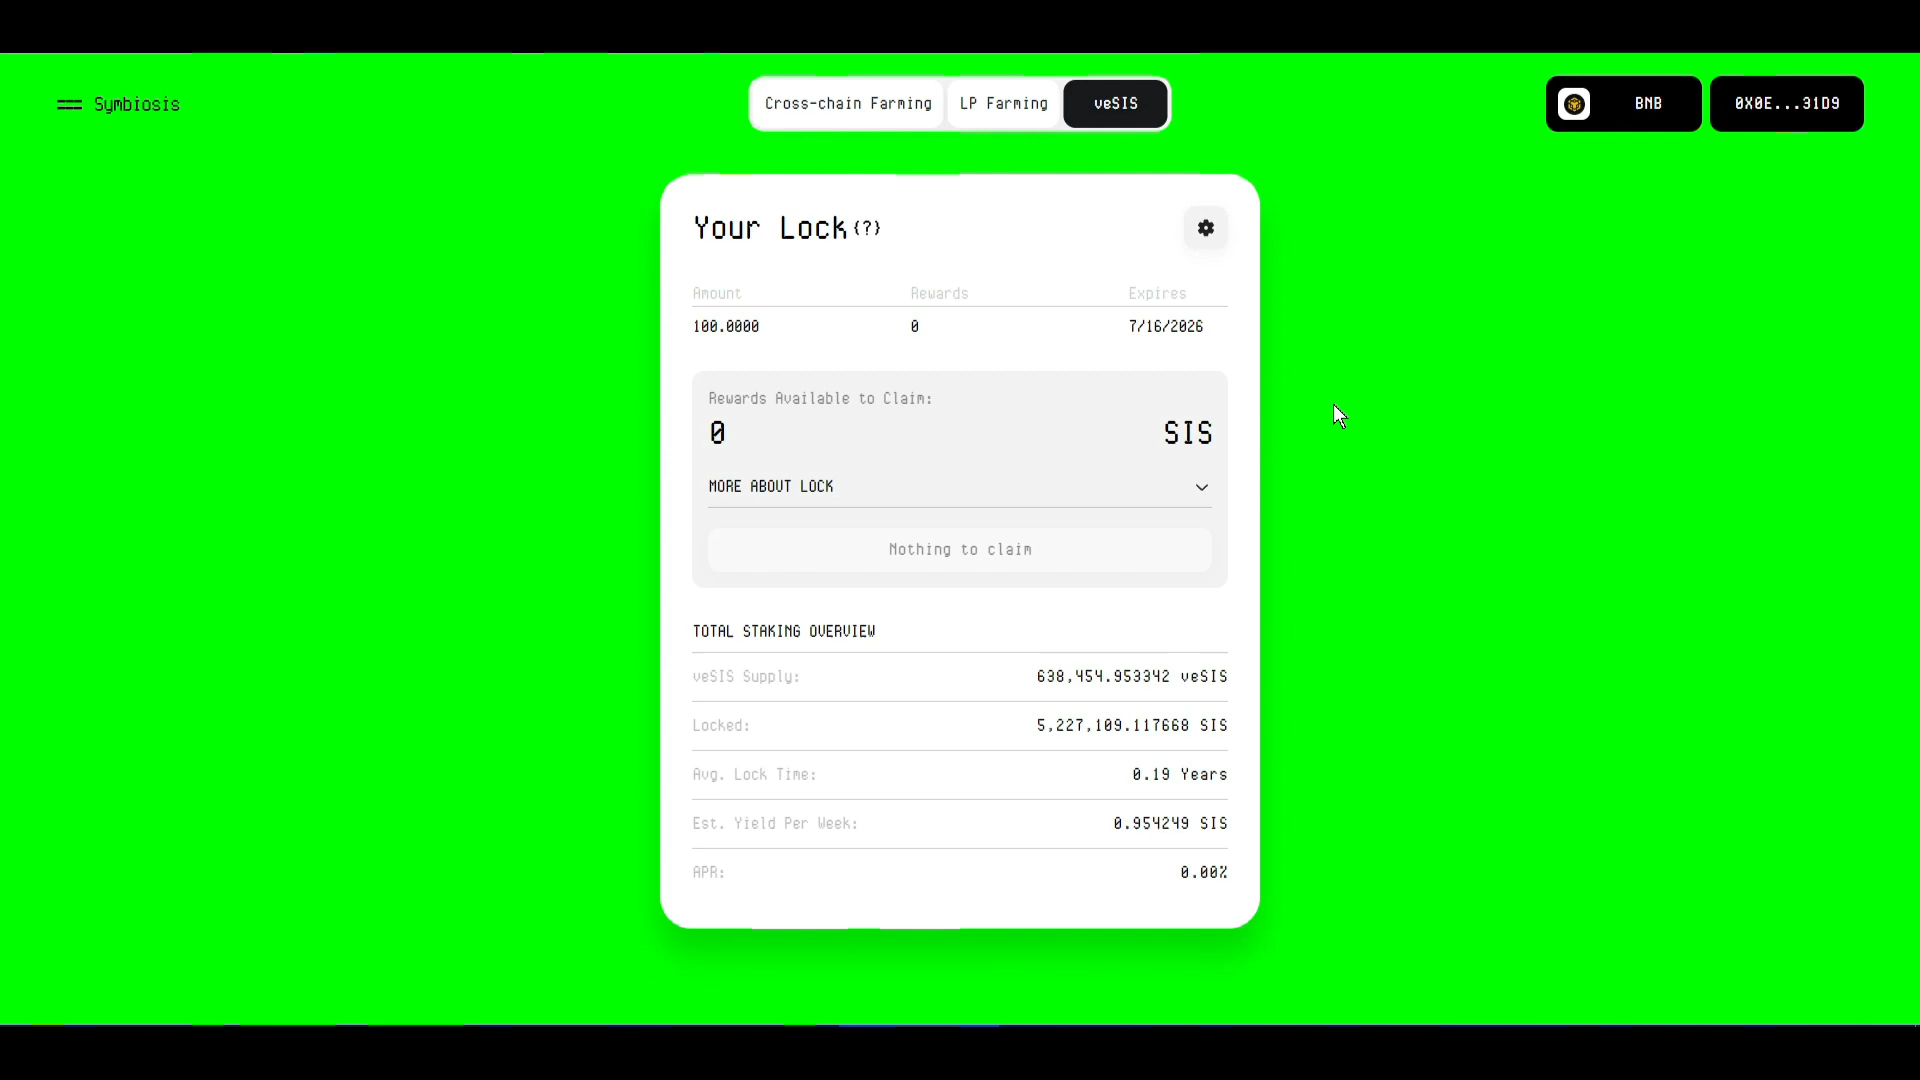 Symbiosis
Cross-chain Farming LP Farming veSIS
BNB 0X0E...31D9
Your Lock{?}
Amount Rewards Expires
100.0000 0 7/16/2026
Rewards Available to Claim:
0 SIS
MORE ABOUT LOCK
Nothing to claim
TOTAL STAKING OVERVIEW
veSIS Supply: 638,454.953342 veSIS
Locked: 5,227,109.117668 SIS
Avg. Lock Time: 0.19 Years
Est. Yield Per Week: 0.954249 SIS
APR: 0.00%